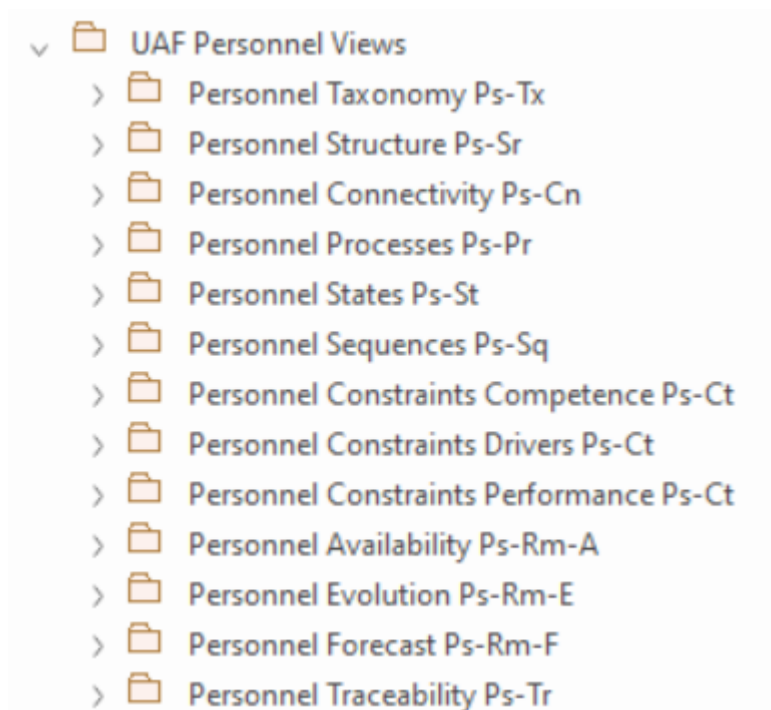 UAF Personnel Views
Personnel Taxonomy Ps-Tx
Personnel Structure Ps-Sr
Personnel Connectivity Ps-Cn
Personnel Processes Ps-Pr
Personnel States Ps-St
Personnel Sequences Ps-Sq
Personnel Constraints Competence Ps-Ct
Personnel Constraints Drivers Ps-Ct
Personnel Constraints Performance Ps-Ct
Personnel Availability Ps-Rm-A
Personnel Evolution Ps-Rm-E
Personnel Forecast Ps-Rm-F
Personnel Traceability Ps-Tr